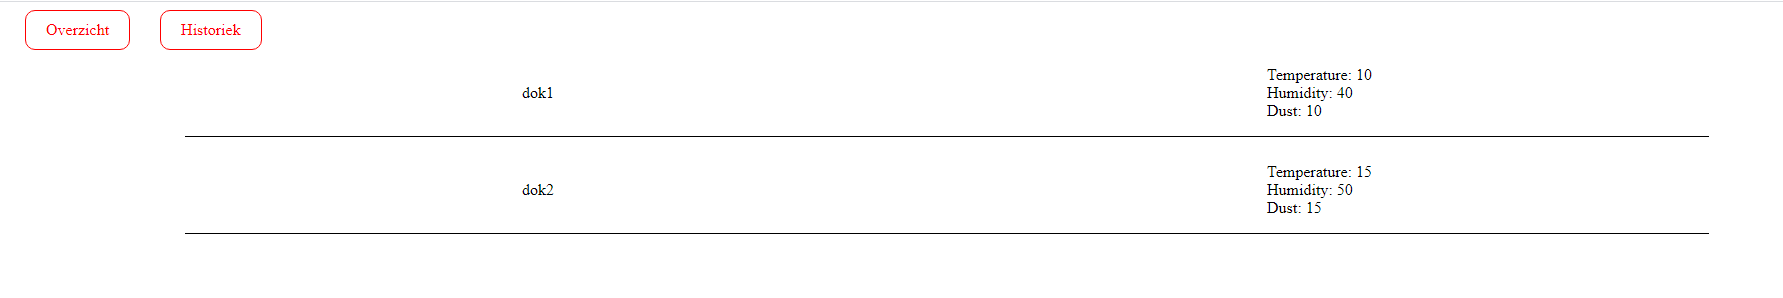 Overzicht Historiek
Temperature: 10
dok1 Humidity: 40
Dust: 10
Temperature: 15
dok2 Humidity: 50
Dust: 15